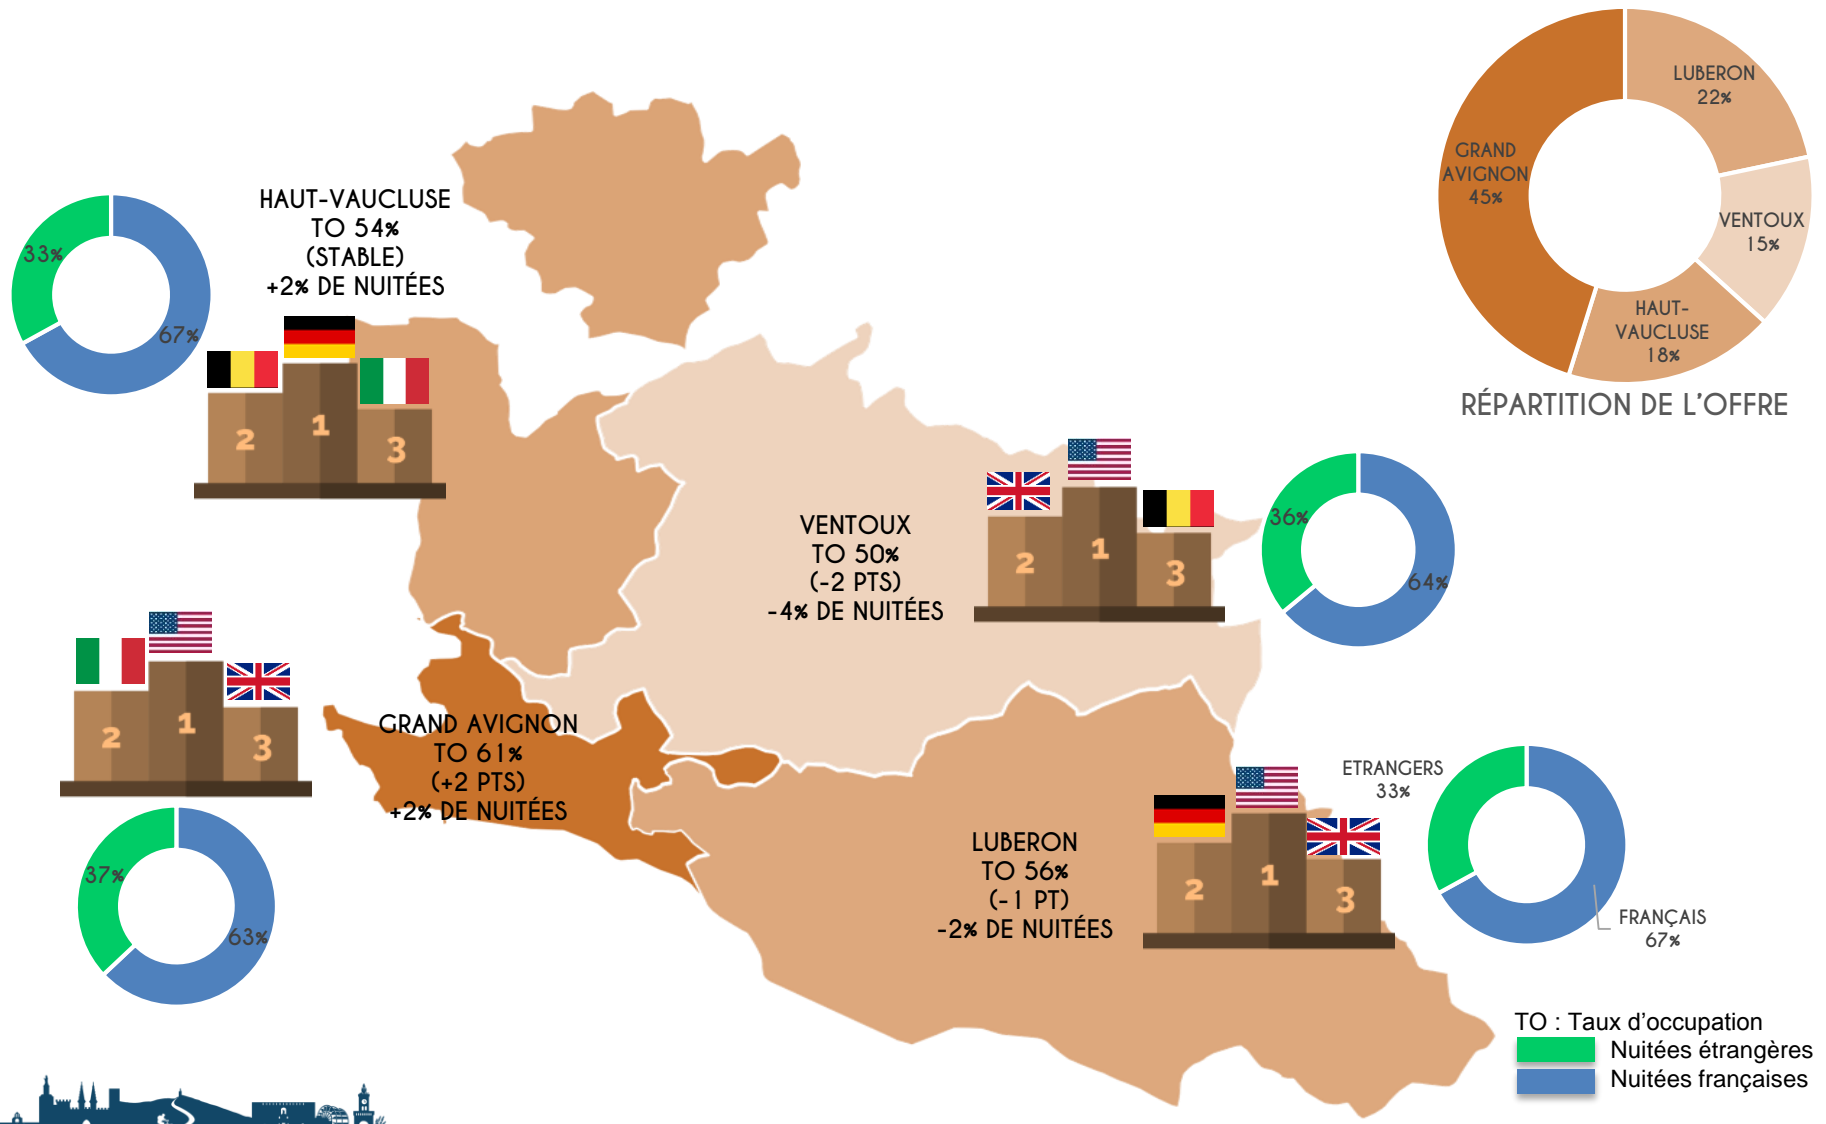 LUBERON
22%
GRAND
AVIGNON
45%
VENTOUX
15%
HAUT-
VAUCLUSE
18%
RÉPARTITION DE L'OFFRE
HAUT-VAUCLUSE
TO 54%
(STABLE)
+2% DE NUITÉES
33%
67%
2
1
3
VENTOUX
TO 50%
(-2 PTS)
-4% DE NUITÉES
2
1
3
36%
64%
2
1
3
GRAND AVIGNON
TO 61%
(+2 PTS)
+2% DE NUITÉES
37%
63%
LUBERON
TO 56%
(-1 PT)
-2% DE NUITÉES
2
1
3
ETRANGERS
33%
FRANÇAIS
67%
TO : Taux d'occupation
Nuitées étrangères
Nuitées françaises